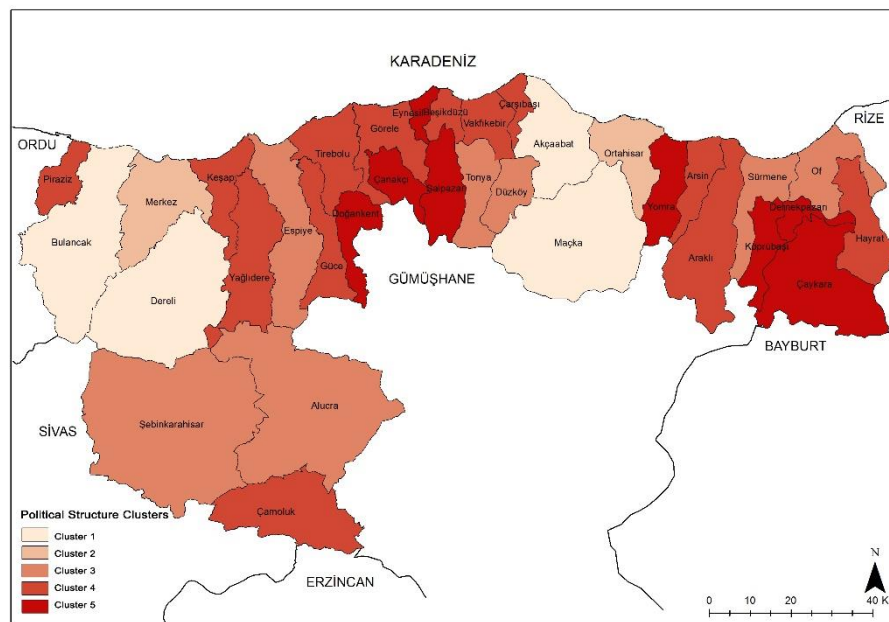 KARADENİZ
RİZE
ORDU
Piraziz
Bulancak
Merkez
Dereli
Keşap
Yağlıdere
Espiye
Tirebolu
Güce
Doğankent
Görele
Çanakçı
Eynesil
Beşikdüzü
Şalpazarı
Vakfıkebir
Çarşıbaşı
Tonya
Düzköy
Akçaabat
Maçka
Ortahisar
Yomra
Arsin
Araklı
Sürmene
Köprübaşı
Of
Dernekpazarı
Çaykara
Hayrat
GÜMÜŞHANE
BAYBURT
SİVAS
Şebinkarahisar
Alucra
Çamoluk
ERZİNCAN
Political Structure Clusters
Cluster 1
Cluster 2
Cluster 3
Cluster 4
Cluster 5
N
0 10 20 40 K